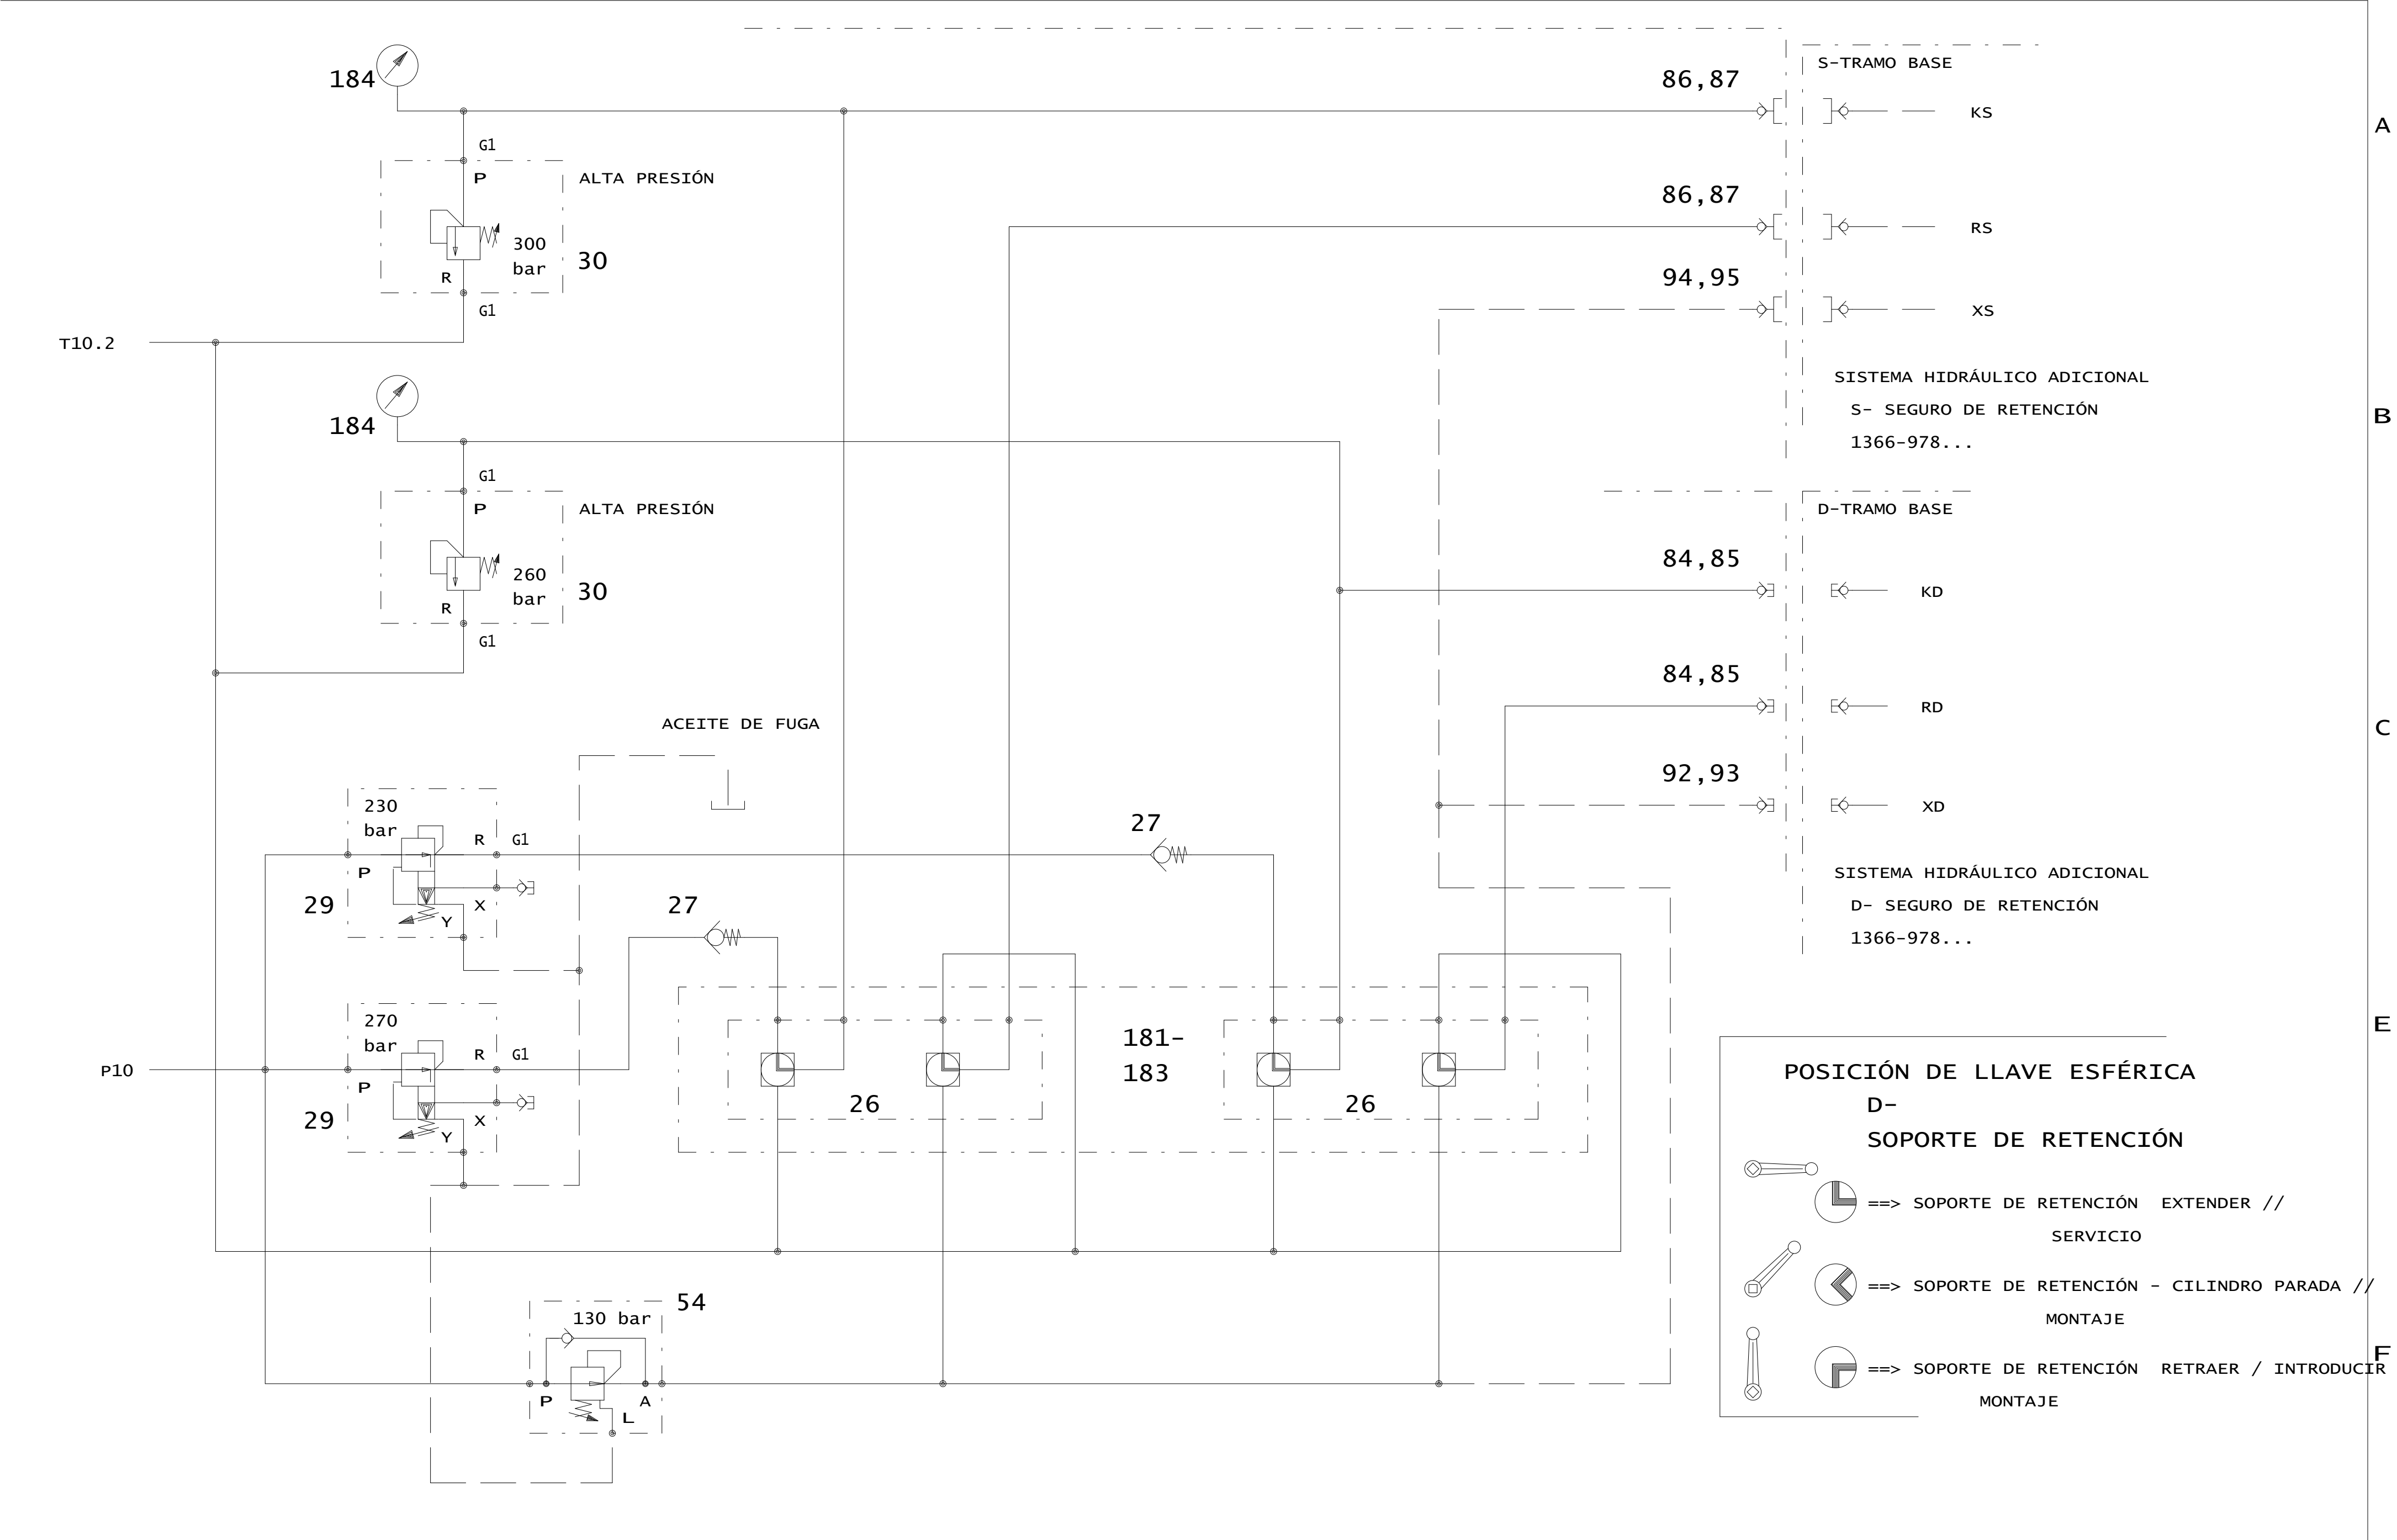 S-TRAMO BASE
184
86,87
KS
A
G1
P
ALTA PRESIÓN
86,87
RS
300
bar
30
R
94,95
XS
G1
T10.2
SISTEMA HIDRÁULICO ADICIONAL
S- SEGURO DE RETENCIÓN
1366-978...
B
184
G1
P
ALTA PRESIÓN
D-TRAMO BASE
260
bar
30
R
84,85
KD
G1
84,85
RD
C
ACEITE DE FUGA
92,93
XD
230
bar
R
G1
P
27
29
X
Y
27
SISTEMA HIDRÁULICO ADICIONAL
D- SEGURO DE RETENCIÓN
1366-978...
270
bar
R
G1
P10
P
29
X
Y
26
181-
183
26
E
POSICIÓN DE LLAVE ESFÉRICA
D-
SOPORTE DE RETENCIÓN
==> SOPORTE DE RETENCIÓN EXTENDER //
SERVICIO
==> SOPORTE DE RETENCIÓN - CILINDRO PARADA //
MONTAJE
F
==> SOPORTE DE RETENCIÓN RETRAER / INTRODUCIR
MONTAJE
54
130 bar
P
A
L